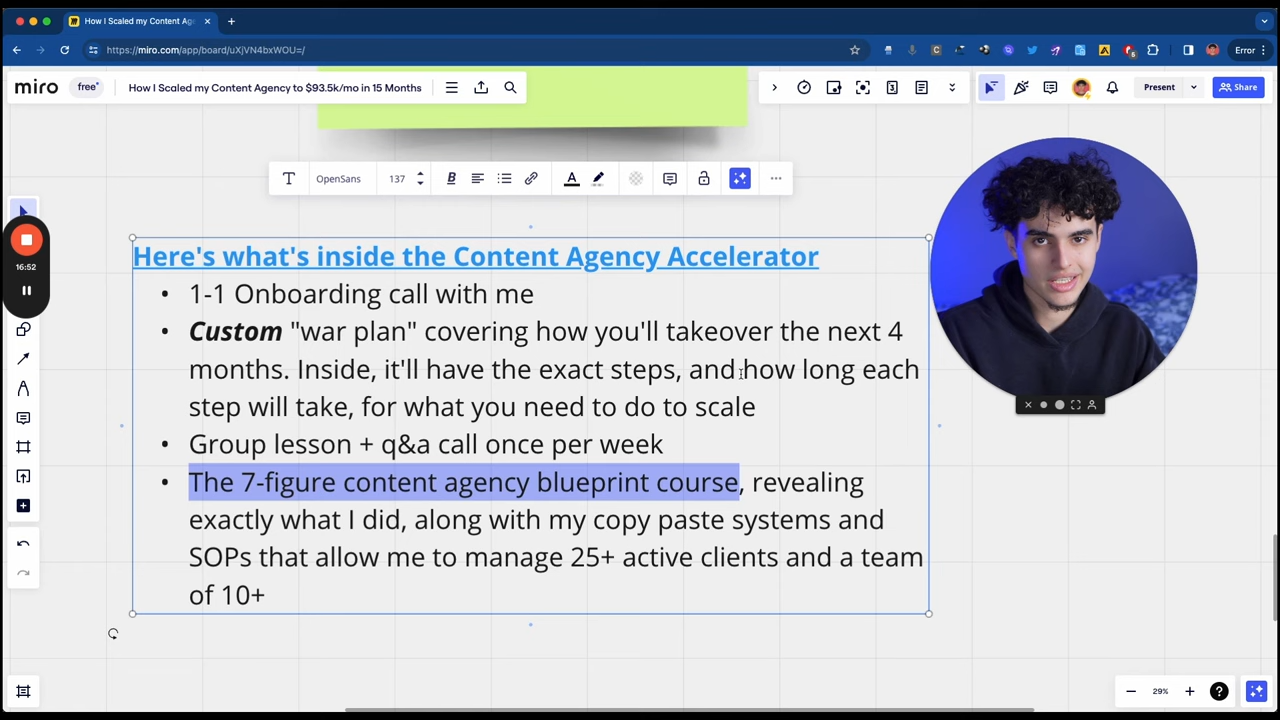 How I Scaled my Content Ag
https://miro.com/app/board/uXjVN4bxWOU=/
Error
miro free How I Scaled my Content Agency to $93.5k/mo in 15 Months
Present
Share
OpenSans 137
16:52
Here's what's inside the Content Agency Accelerator
• 1-1 Onboarding call with me
• Custom "war plan" covering how you'll takeover the next 4
months. Inside, it'll have the exact steps, and how long each
step will take, for what you need to do to scale
• Group lesson + q&a call once per week
• The 7-figure content agency blueprint course, revealing
exactly what I did, along with my copy paste systems and
SOPs that allow me to manage 25+ active clients and a team
of 10+
29%